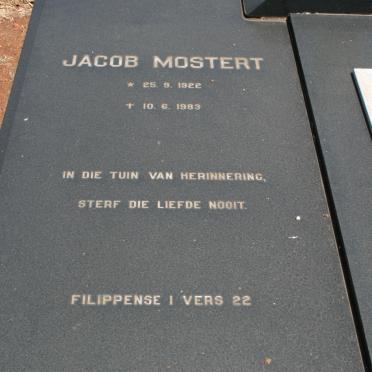 JACOB MOSTERT
* 25. 9. 1922
✝ 10. 6. 1983
IN DIE TUIN VAN HERINNERING,
STERF DIE LIEFDE NOOIT.
FILIPPENSE 1 VERS 22